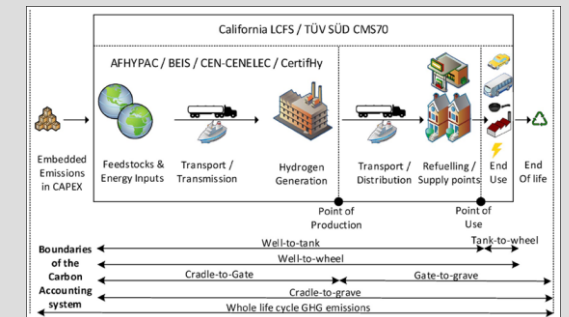 California LCFS / TÜV SÜD CMS70
AFHYPAC / BEIS / CEN-CENELEC / CertifHy
Embedded
Emissions
in CAPEX
Feedstocks &
Energy Inputs
Transport /
Transmission
Hydrogen
Generation
Transport /
Distribution
Refuelling /
Supply points
End
Use
End
Of life
Point of
Production
Point of
Use
Boundaries
of the
Carbon
Accounting
system
Well-to-tank
Tank-to-wheel
Well-to-wheel
Cradle-to-Gate
Gate-to-grave
Cradle-to-grave
Whole life cycle GHG emissions